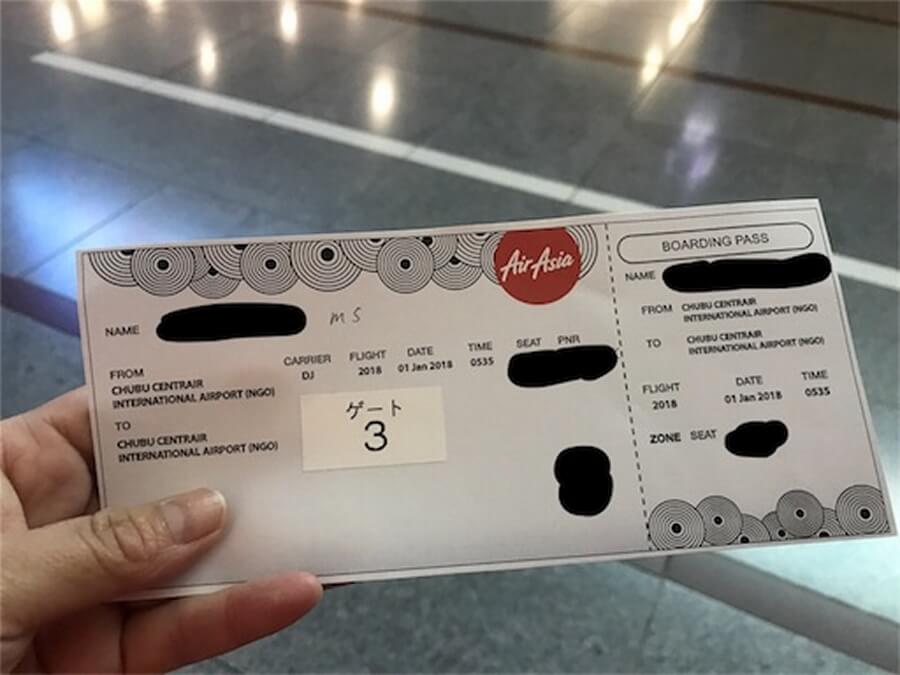 AirAsia
NAME
MS
FROM
CHUBU CENTRAIR
INTERNATIONAL AIRPORT (NGO)
TO
CHUBU CENTRAIR
INTERNATIONAL AIRPORT (NGO)
CARRIER FLIGHT DATE TIME SEAT PNR
DJ 2018 01 Jan 2018 0535
ゲート
3
BOARDING PASS
NAME
FROM CHUBU CENTRAIR
INTERNATIONAL AIRPORT (NGO)
TO CHUBU CENTRAIR
INTERNATIONAL AIRPORT (NGO)
FLIGHT DATE TIME
2018 01 Jan 2018 0535
ZONE SEAT